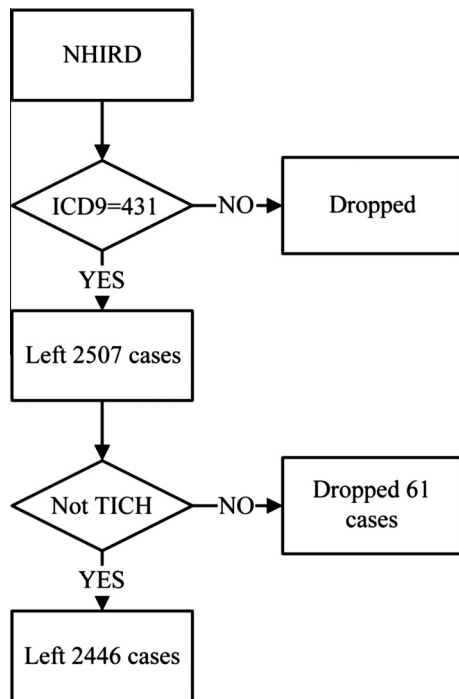 NHIRD
ICD9=431
NO
Dropped
YES
Left 2507 cases
Not TICH
NO
Dropped 61
cases
YES
Left 2446 cases